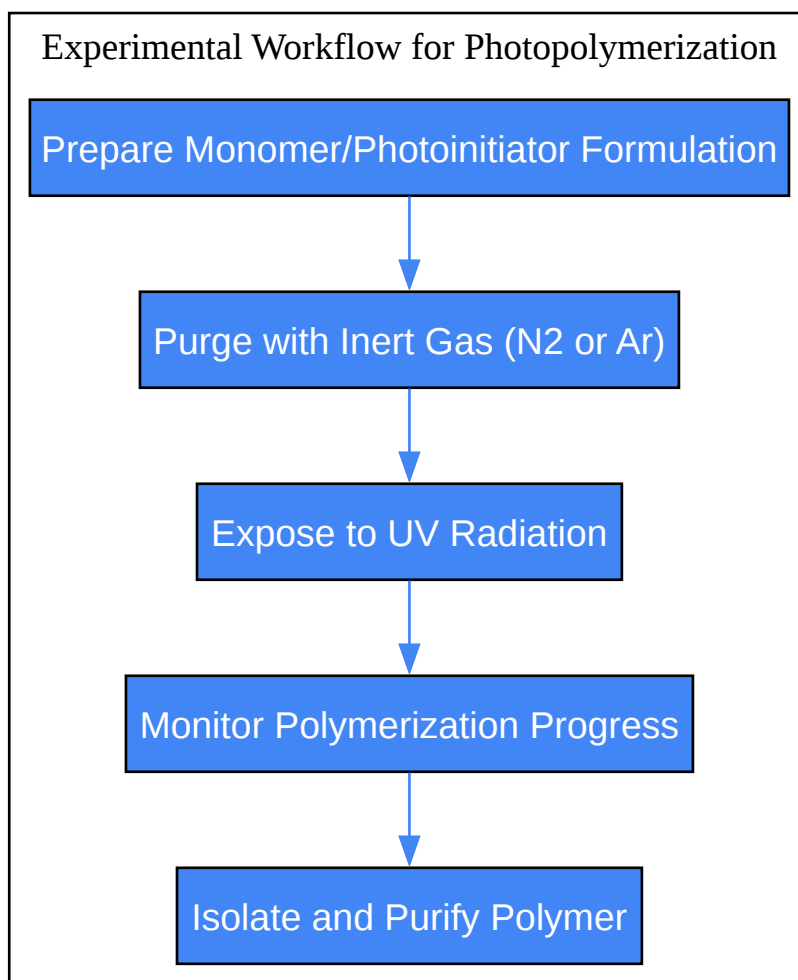 Experimental Workflow for Photopolymerization
Prepare Monomer/Photoinitiator Formulation
Purge with Inert Gas (N2 or Ar)
Expose to UV Radiation
Monitor Polymerization Progress
Isolate and Purify Polymer